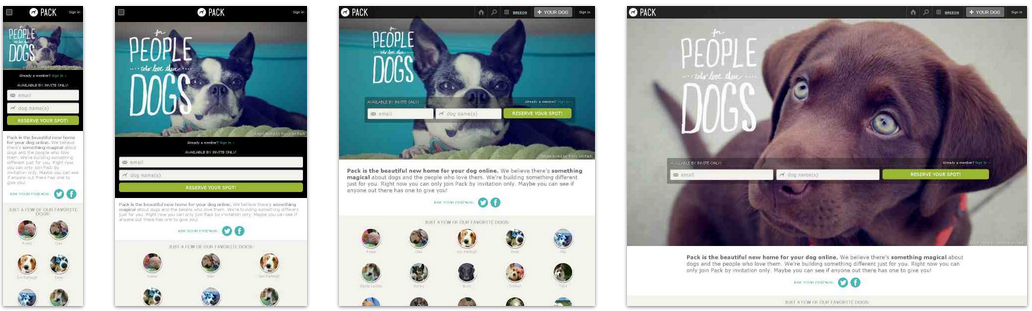 PACK
Sign in
for
PEOPLE
who love their
DOGS
Already a member? Sign in
AVAILABLE BY INVITE ONLY!
email
dog name(s)
RESERVE YOUR SPOT!
Pack is the beautiful new home
for your dog online. We believe
there's something magical about
dogs and the people who love
them. We're building something
different just for you. Right now
you can only join Pack by
invitation only. Maybe you can see
if anyone out there has one to
give you!
ASK YOUR FRIENDS:
JUST A FEW OF OUR FAVORITE
DOGS:
PACK
Sign in
for
PEOPLE
who love their
DOGS
Already a member? Sign in
AVAILABLE BY INVITE ONLY!
email
dog name(s)
RESERVE YOUR SPOT!
Pack is the beautiful new home for your dog online. We believe there's something
magical about dogs and the people who love them. We're building something different
just for you. Right now you can only join Pack by invitation only. Maybe you can see if
anyone out there has one to give you!
ASK YOUR FRIENDS:
JUST A FEW OF OUR FAVORITE DOGS:
PACK
BREEDS
+ YOUR DOG
Sign in
for
PEOPLE
who love their
DOGS
AVAILABLE BY INVITE ONLY!
Already a member? Sign in
email
dog name(s)
RESERVE YOUR SPOT!
Pack is the beautiful new home for your dog online. We believe there's something
magical about dogs and the people who love them. We're building something different
just for you. Right now you can only join Pack by invitation only. Maybe you can see if
anyone out there has one to give you!
ASK YOUR FRIENDS:
JUST A FEW OF OUR FAVORITE DOGS:
PACK
BREEDS
+ YOUR DOG
Sign in
for
PEOPLE
who love their
DOGS
AVAILABLE BY INVITE ONLY!
Already a member? Sign in
email
dog name(s)
RESERVE YOUR SPOT!
Pack is the beautiful new home for your dog online. We believe there's something magical about
dogs and the people who love them. We're building something different just for you. Right now you can
only join Pack by invitation only. Maybe you can see if anyone out there has one to give you!
ASK YOUR FRIENDS:
JUST A FEW OF OUR FAVORITE DOGS: